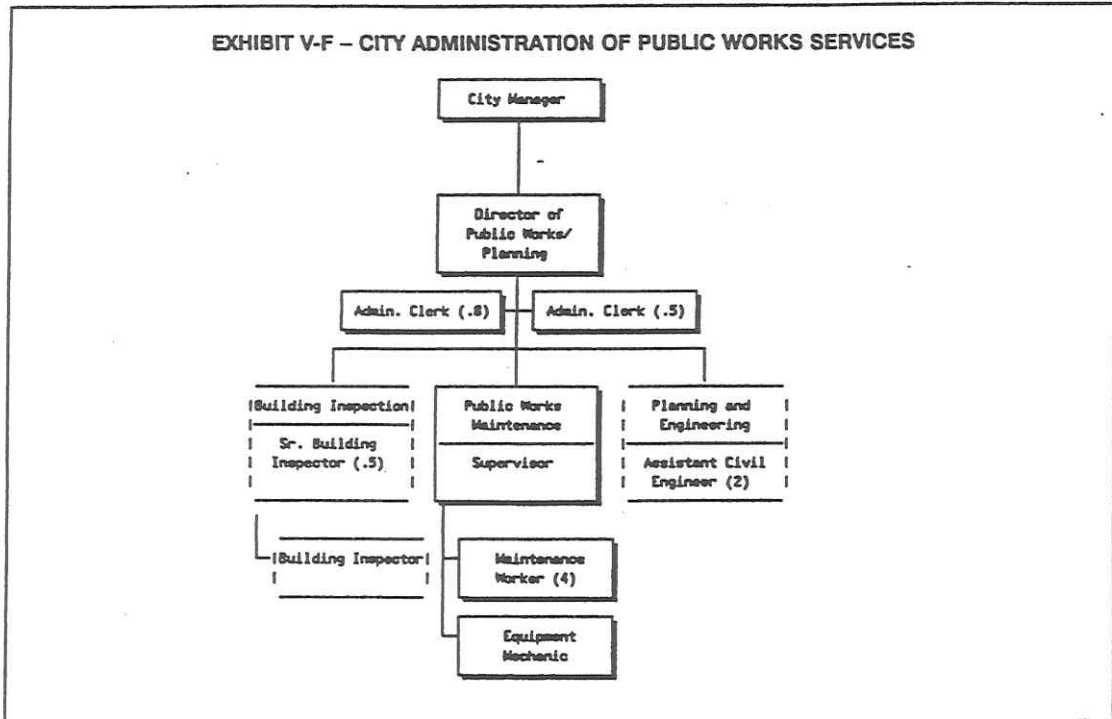 EXHIBIT V-F – CITY ADMINISTRATION OF PUBLIC WORKS SERVICES
City Manager
Director of
Public Works/
Planning
Admin. Clerk (.8)
Admin. Clerk (.5)
Building Inspection
Sr. Building
Inspector (.5)
Public Works
Maintenance
Supervisor
Planning and
Engineering
Assistant Civil
Engineer (2)
Building Inspector
Maintenance
Worker (4)
Equipment
Mechanic